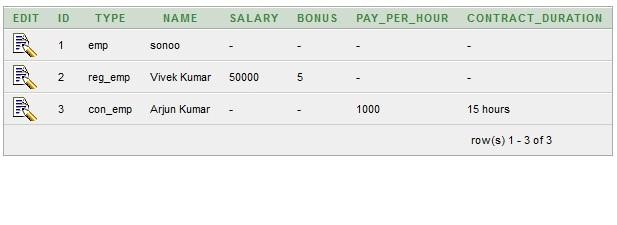 EDIT ID TYPE NAME SALARY BONUS PAY_PER_HOUR CONTRACT_DURATION
1 emp sonoo - - - -
2 reg_emp Vivek Kumar 50000 5 - -
3 con_emp Arjun Kumar - - 1000 15 hours
row(s) 1 - 3 of 3